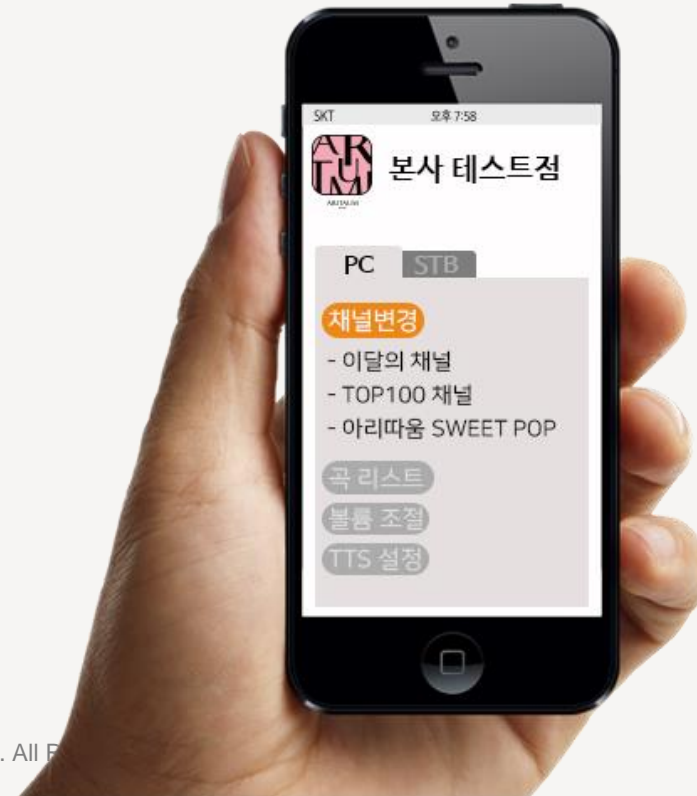 SKT 오후 7:58
ARITAUM
본사 테스트점
PC STB
채널변경
- 이달의 채널
- TOP100 채널
- 아리따움 SWEET POP
곡 리스트
볼륨 조절
TTS 설정
. All